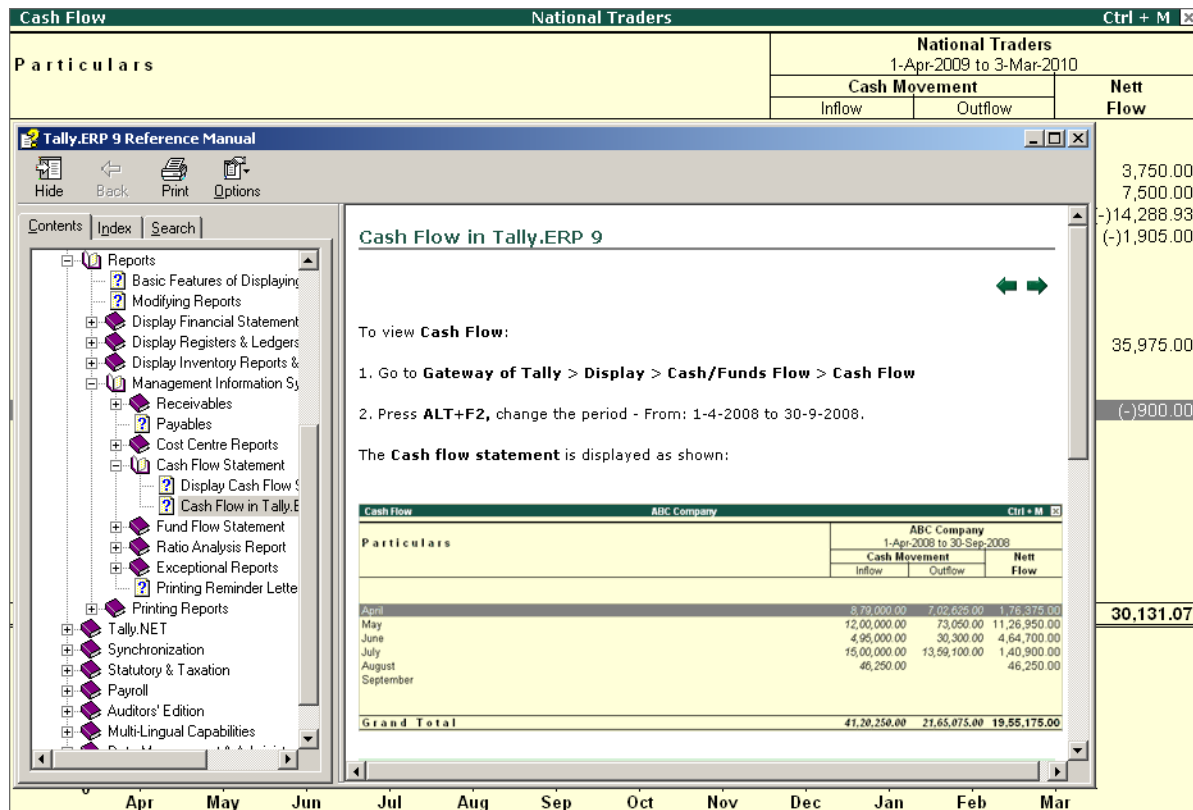 Cash Flow National Traders Ctrl + M
Particulars
National Traders
1-Apr-2009 to 3-Mar-2010
Cash Movement Nett
Inflow Outflow Flow
3,750.00
7,500.00
(-)14,288.93
(-)1,905.00
35,975.00
(-)900.00
30,131.07
Tally.ERP 9 Reference Manual
Hide Back Print Options
Contents Index Search
Reports
Basic Features of Displaying
Modifying Reports
Display Financial Statement
Display Registers & Ledgers
Display Inventory Reports &
Management Information Sy
Receivables
Payables
Cost Centre Reports
Cash Flow Statement
Display Cash Flow S
Cash Flow in Tally.E
Fund Flow Statement
Ratio Analysis Report
Exceptional Reports
Printing Reminder Lette
Printing Reports
Tally.NET
Synchronization
Statutory & Taxation
Payroll
Auditors' Edition
Multi-Lingual Capabilities
Cash Flow in Tally.ERP 9
To view Cash Flow:
1. Go to Gateway of Tally > Display > Cash/Funds Flow > Cash Flow
2. Press ALT+F2, change the period - From: 1-4-2008 to 30-9-2008.
The Cash flow statement is displayed as shown:
Cash Flow ABC Company Ctrl + M
Particulars
ABC Company
1-Apr-2008 to 30-Sep-2008
Cash Movement Nett
Inflow Outflow Flow
April 8,79,000.00 7,02,625.00 1,76,375.00
May 12,00,000.00 73,050.00 11,26,950.00
June 4,95,000.00 30,300.00 4,64,700.00
July 15,00,000.00 13,59,100.00 1,40,900.00
August 46,250.00 46,250.00
September
Grand Total 41,20,250.00 21,65,075.00 19,55,175.00
0
Apr May Jun Jul Aug Sep Oct Nov Dec Jan Feb Mar